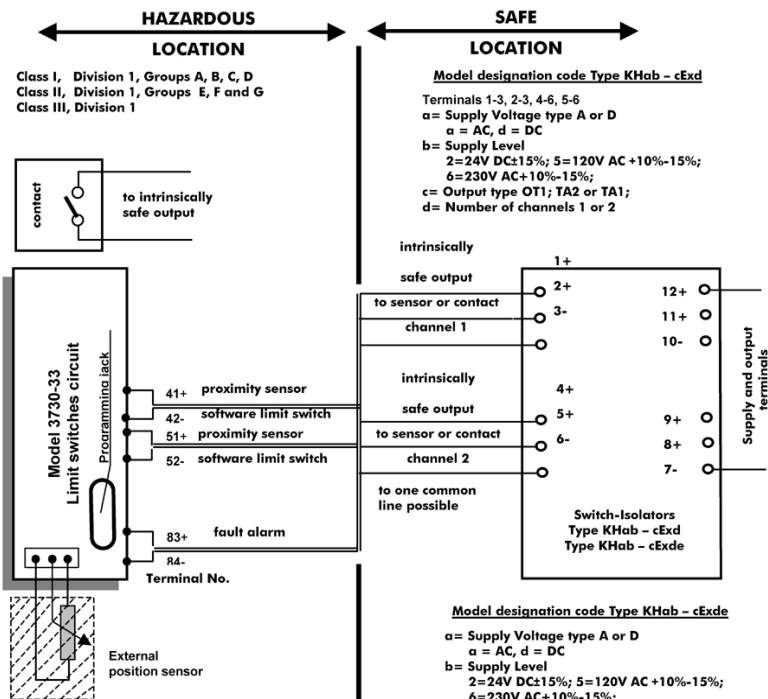 HAZARDOUS
LOCATION
SAFE
LOCATION
Class I, Division 1, Groups A, B, C, D
Class II, Division 1, Groups E, F and G
Class III, Division 1
Model designation code Type KHab – cExd
Terminals 1-3, 2-3, 4-6, 5-6
a= Supply Voltage type A or D
a = AC, d = DC
b= Supply Level
2=24V DC±15%; 5=120V AC +10%-15%;
6=230V AC+10%-15%;
c= Output type OT1; TA2 or TA1;
d= Number of channels 1 or 2
contact
to intrinsically
safe output
intrinsically
safe output
to sensor or contact
channel 1
1+
2+
3-
12+
11+
10-
intrinsically
safe output
to sensor or contact
channel 2
4+
5+
6-
9+
8+
7-
Supply and output
terminals
to one common
line possible
Switch-Isolators
Type KHab – cExd
Type KHab – cExde
Model 3730-33
Limit switches circuit
Programming jack
41+ proximity sensor
42- software limit switch
51+ proximity sensor
52- software limit switch
83+ fault alarm
84-
Terminal No.
External
position sensor
Model designation code Type KHab – cExde
a= Supply Voltage type A or D
a = AC, d = DC
b= Supply Level
2=24V DC±15%; 5=120V AC +10%-15%;
6=230V AC+10%-15%;